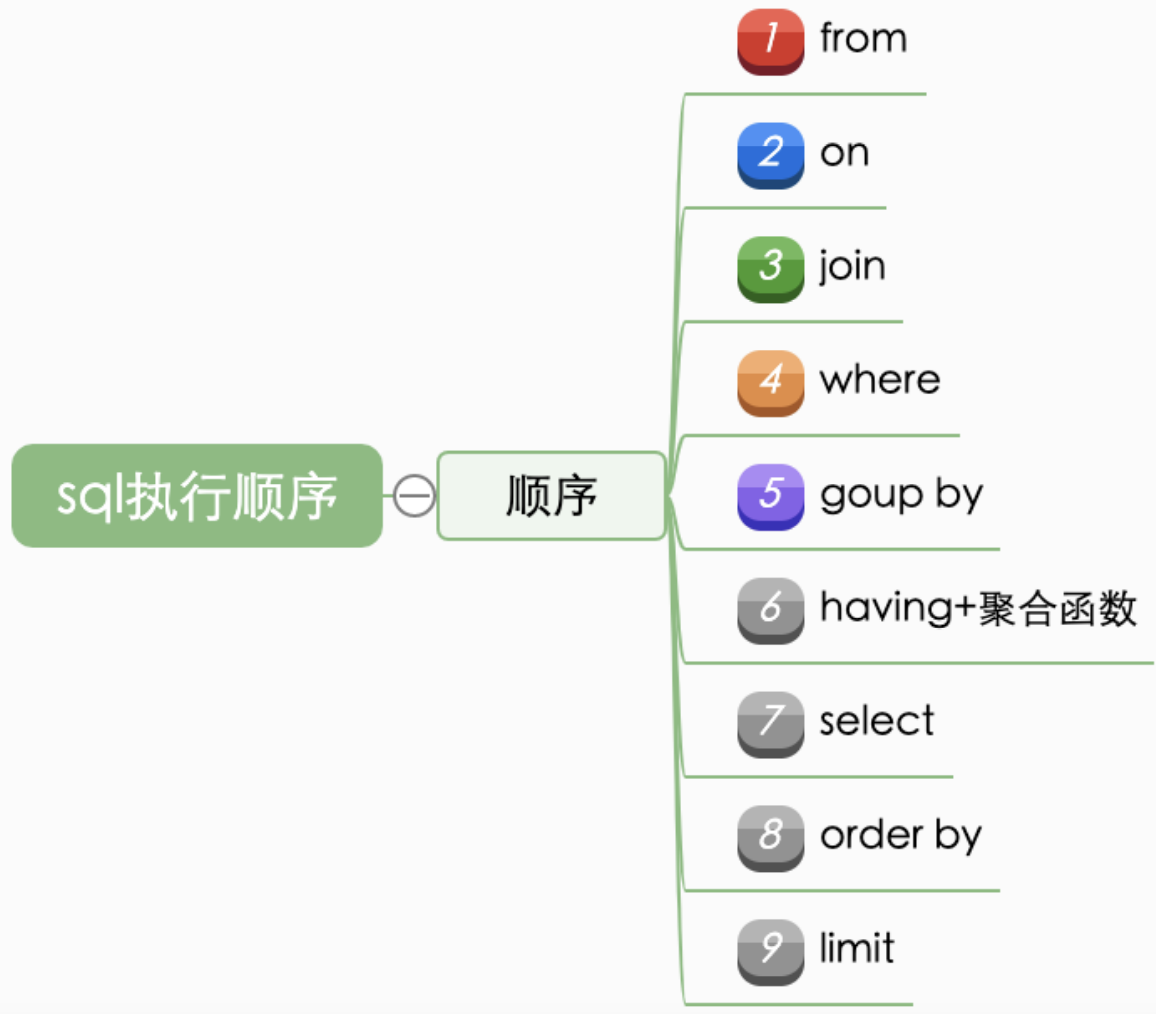 sql执行顺序
顺序
1 from
2 on
3 join
4 where
5 goup by
6 having+聚合函数
7 select
8 order by
9 limit